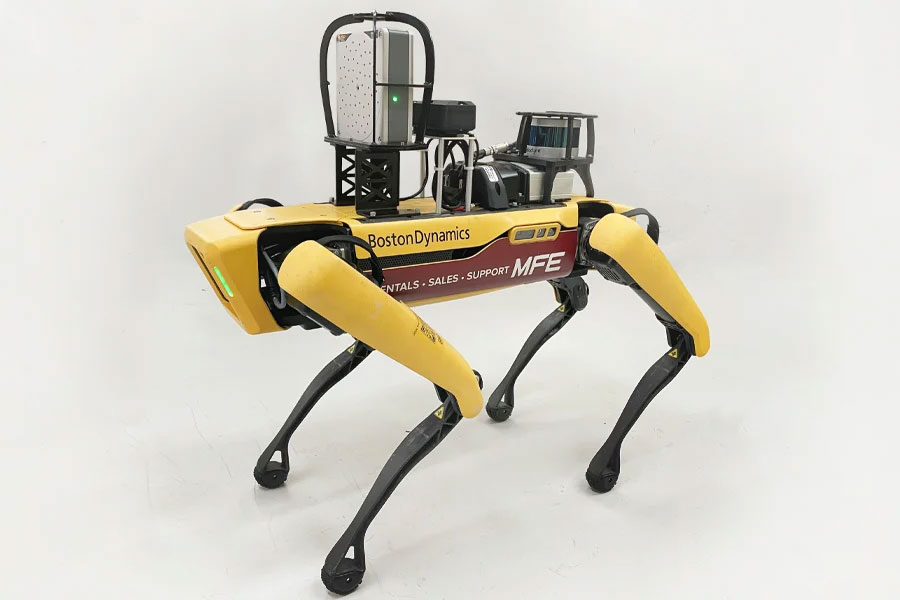 BostonDynamics
ENTALS • SALES • SUPPORT MFE